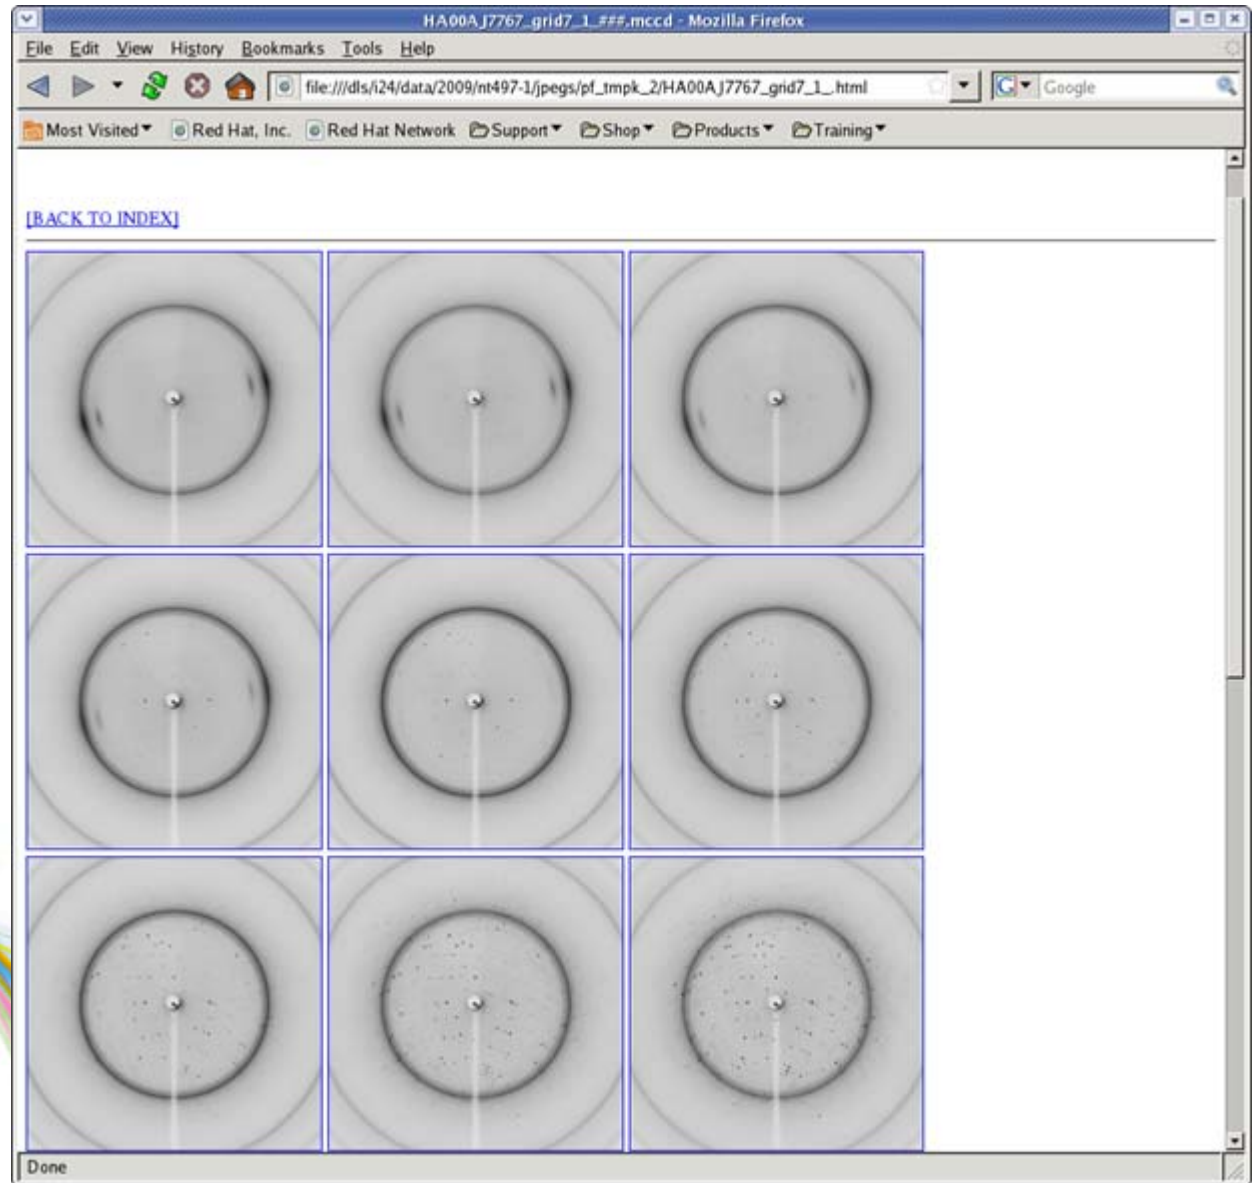 HA00AJ7767_grid7_1_###.mccd - Mozilla Firefox
File Edit View History Bookmarks Tools Help
file:///dls/i24/data/2009/nt497-1/jpegs/pf_tmpk_2/HA00AJ7767_grid7_1_.html G Google
Most Visited Red Hat, Inc. Red Hat Network Support Shop Products Training
[BACK TO INDEX]
Done